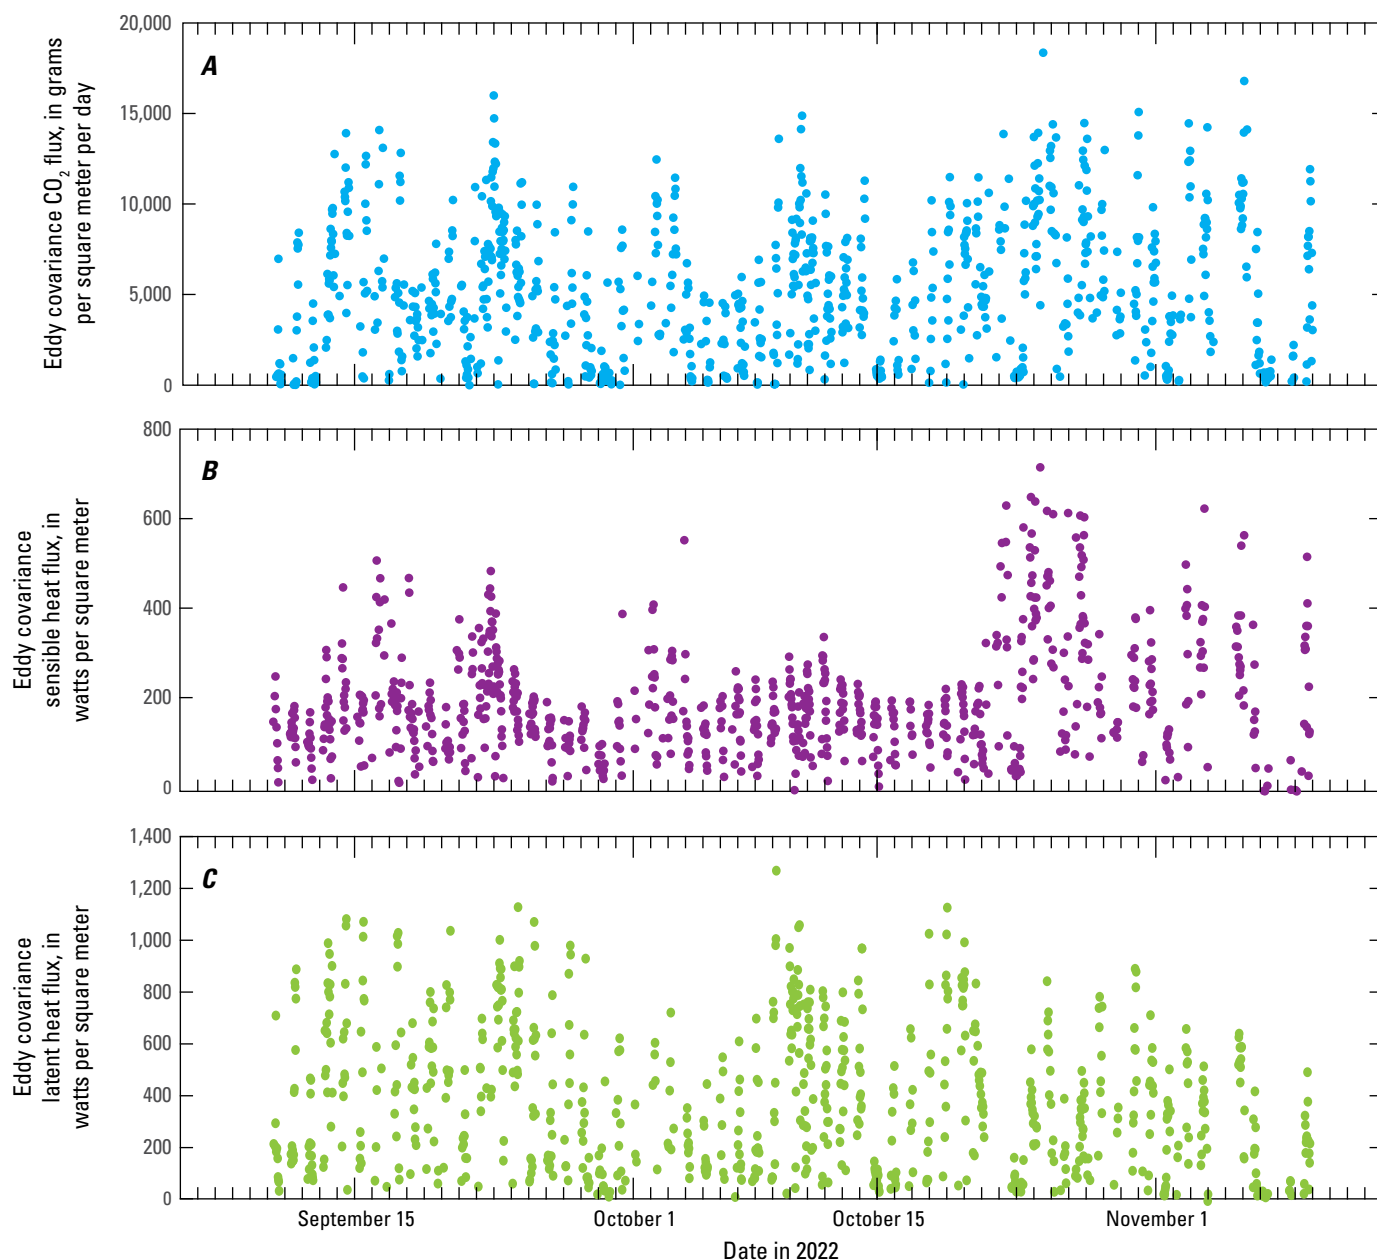 20,000
15,000
10,000
5,000
0
A
Eddy covariance CO2 flux, in grams
per square meter per day
800
600
400
200
0
B
Eddy covariance
sensible heat flux, in
watts per square meter
1,400
1,200
1,000
800
600
400
200
0
C
Eddy covariance
latent heat flux, in
watts per square meter
September 15
October 1
October 15
November 1
Date in 2022